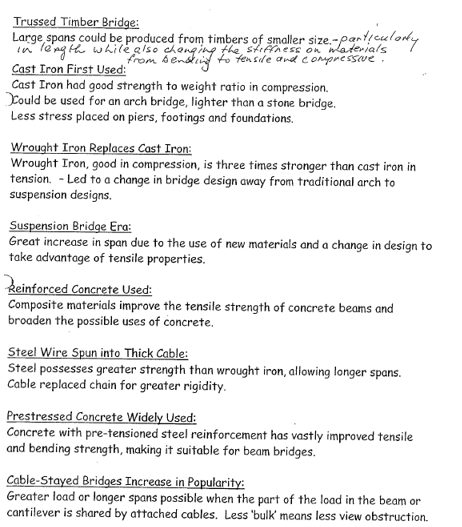 Trussed Timber Bridge:
Large spans could be produced from timbers of smaller size.-particularly
in length while also changing the stiffness on materials
from bending to tensile and compressive.
Cast Iron First Used:
Cast Iron had good strength to weight ratio in compression.
Could be used for an arch bridge, lighter than a stone bridge.
Less stress placed on piers, footings and foundations.
Wrought Iron Replaces Cast Iron:
Wrought Iron, good in compression, is three times stronger than cast iron in
tension. - Led to a change in bridge design away from traditional arch to
suspension designs.
Suspension Bridge Era:
Great increase in span due to the use of new materials and a change in design to
take advantage of tensile properties.
Reinforced Concrete Used:
Composite materials improve the tensile strength of concrete beams and
broaden the possible uses of concrete.
Steel Wire Spun into Thick Cable:
Steel possesses greater strength than wrought iron, allowing longer spans.
Cable replaced chain for greater rigidity.
Prestressed Concrete Widely Used:
Concrete with pre-tensioned steel reinforcement has vastly improved tensile
and bending strength, making it suitable for beam bridges.
Cable-Stayed Bridges Increase in Popularity:
Greater load or longer spans possible when the part of the load in the beam or
cantilever is shared by attached cables. Less 'bulk' means less view obstruction.